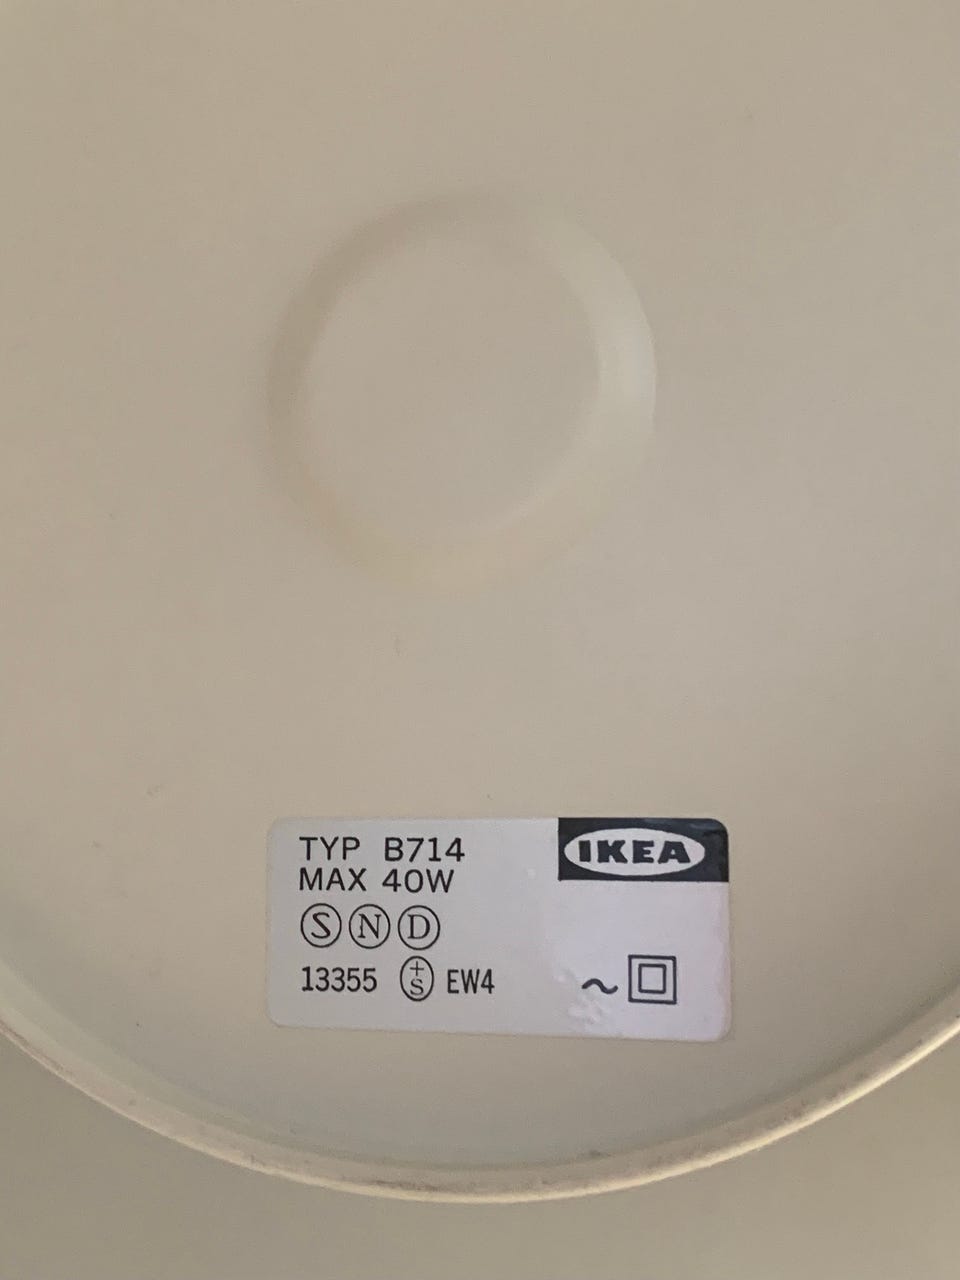 TYP B714
MAX 40W
IKEA
S N D
13355 +S EW4
~